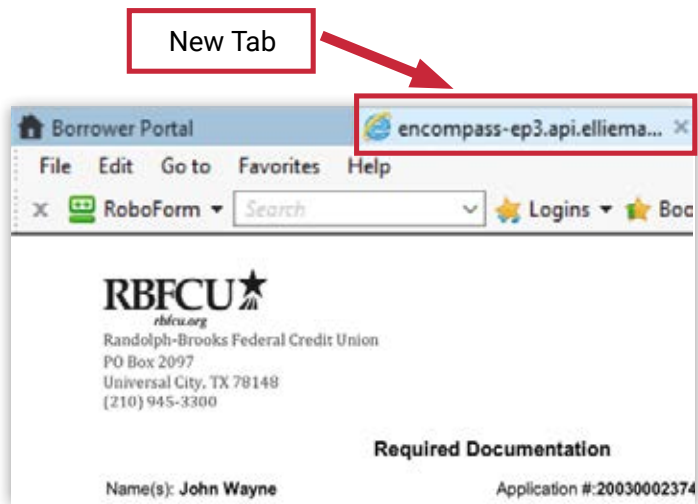 New Tab
Borrower Portal encompass-ep3.api.elliema...
File Edit Go to Favorites Help
RoboForm Search Logins Boo
RBFCU
rbfcu.org
Randolph-Brooks Federal Credit Union
PO Box 2097
Universal City, TX 78148
(210) 945-3300
Required Documentation
Name(s): John Wayne Application #:20030002374